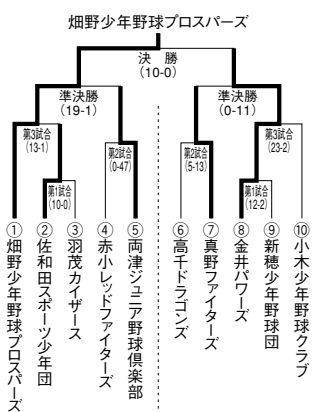 畑野少年野球プロスパーズ
決勝
(10-0)
準決勝
(19-1)
準決勝
(0-11)
第3試合
(13-1)
第2試合
(0-47)
第2試合
(5-13)
第3試合
(23-2)
第1試合
(10-0)
第1試合
(12-2)
①畑野少年野球プロスパーズ
②佐和田スポーツ少年団
③羽茂カイザース
④赤小レッドファイターズ
⑤両津ジュニア野球倶楽部
⑥高千ドラゴンズ
⑦真野ファイターズ
⑧金井パワーズ
⑨新穂少年野球団
⑩小木少年野球クラブ